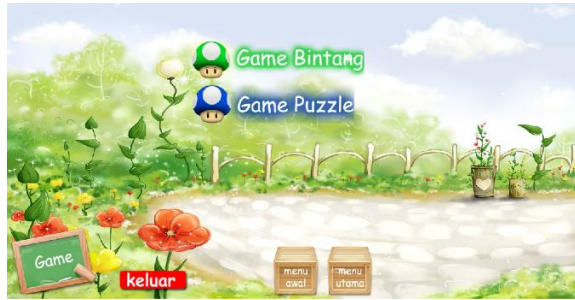 Game Bintang
Game Puzzle
Game
keluar
menu
awal
menu
utama